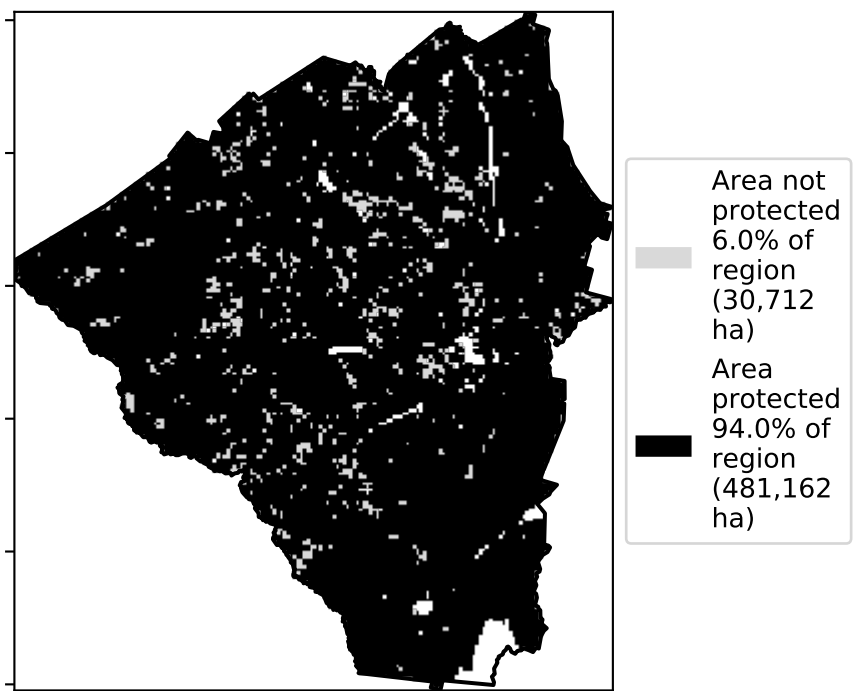 Area not
protected
6.0% of
region
(30,712
ha)
Area
protected
94.0% of
region
(481,162
ha)